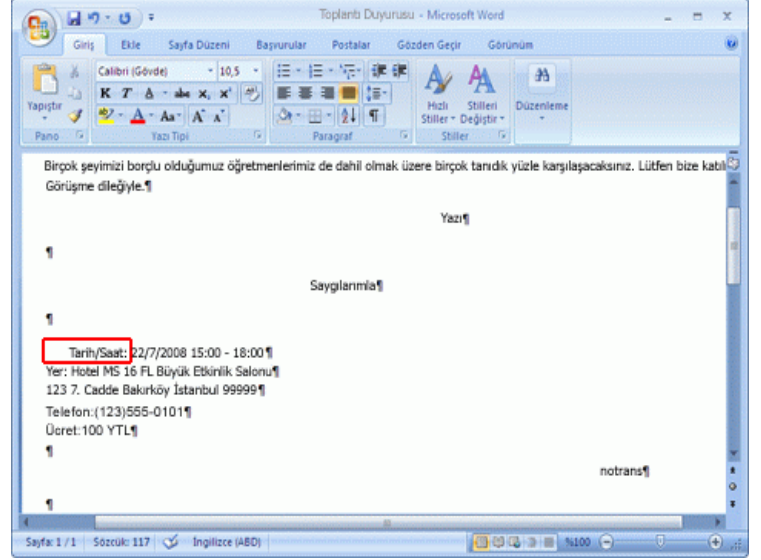 Toplantı Duyurusu - Microsoft Word
Giriş Ekle Sayfa Düzeni Başvurular Postalar Gözden Geçir Görünüm
Calibri (Gövde) 10,5
Yapıştır
K T A abe x, x'
Aa A A
Hızlı Stiller
Stilleri Değiştir
Düzenleme
Pano Yazı Tipi Paragraf Stiller
Birçok şeyimizi borçlu olduğumuz öğretmenlerimiz de dahil olmak üzere birçok tanıdık yüzle karşılaşacaksınız. Lütfen bize katılı
Görüşme dileğiyle.¶
Yazı¶
¶
Saygılarımla¶
¶
Tarih/Saat: 22/7/2008 15:00 - 18:00¶
Yer: Hotel MS 16 FL Büyük Etkinlik Salonu¶
123 7. Cadde Bakırköy İstanbul 99999¶
Telefon:(123)555-0101¶
Ücret:100 YTL¶
¶
notrans¶
¶
Sayfa: 1 / 1 Sözcük: 117 İngilizce (ABD) %100